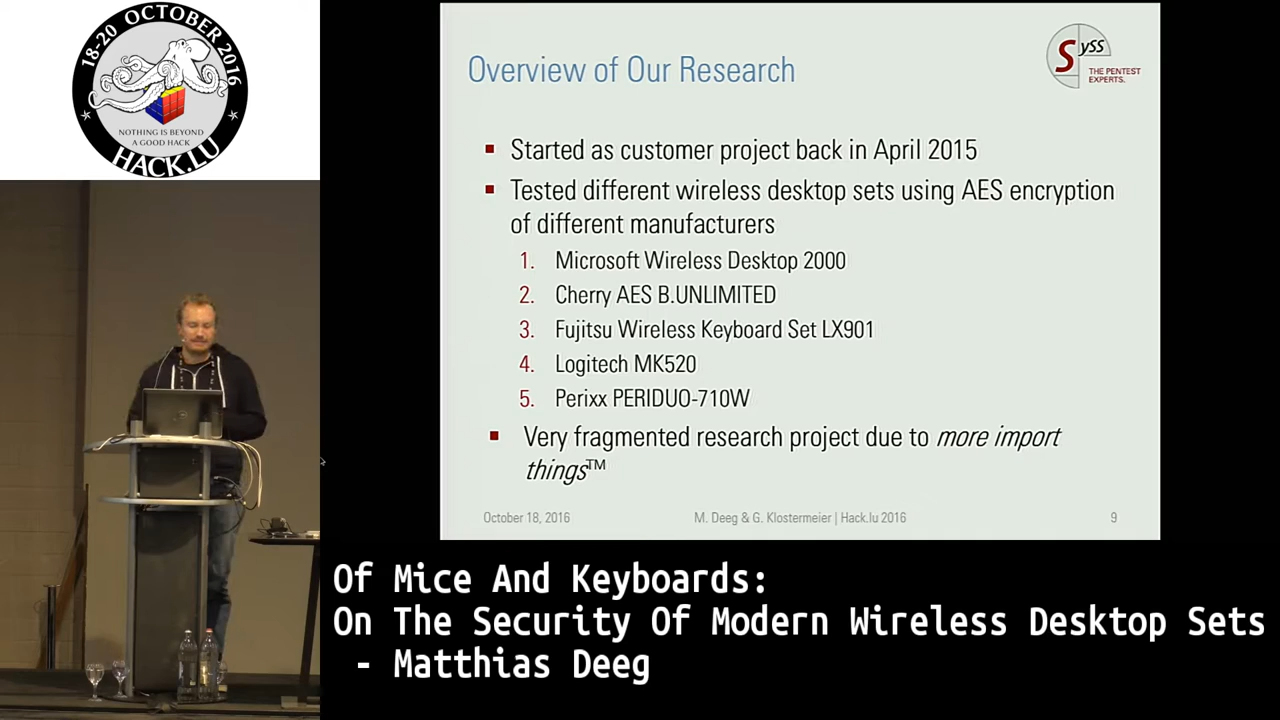 18-20 OCTOBER 2016
NOTHING IS BEYOND
A GOOD HACK
HACK.LU
Overview of Our Research
SySS
THE PENTEST
EXPERTS.
▪ Started as customer project back in April 2015
▪ Tested different wireless desktop sets using AES encryption
of different manufacturers
1. Microsoft Wireless Desktop 2000
2. Cherry AES B.UNLIMITED
3. Fujitsu Wireless Keyboard Set LX901
4. Logitech MK520
5. Perixx PERIDUO-710W
▪ Very fragmented research project due to more import
things™
October 18, 2016 M. Deeg & G. Klostermeier | Hack.lu 2016 9
Of Mice And Keyboards:
On The Security Of Modern Wireless Desktop Sets
- Matthias Deeg